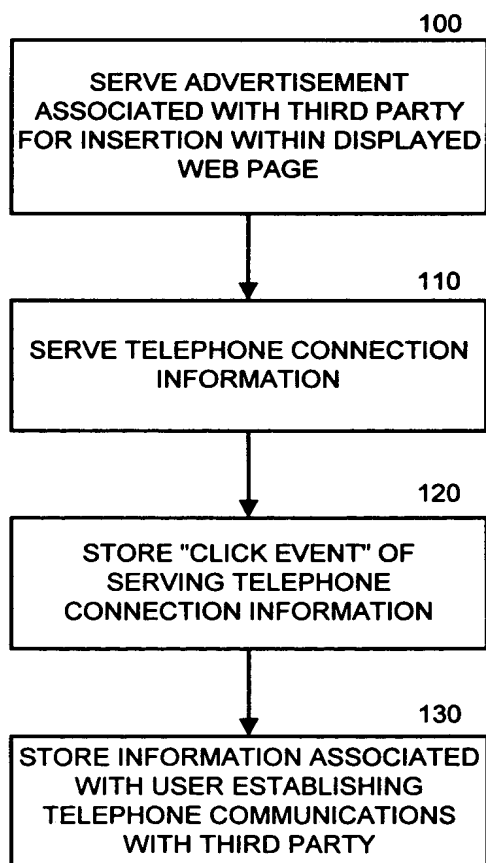 100
SERVE ADVERTISEMENT
ASSOCIATED WITH THIRD PARTY
FOR INSERTION WITHIN DISPLAYED
WEB PAGE
110
SERVE TELEPHONE CONNECTION
INFORMATION
120
STORE "CLICK EVENT" OF
SERVING TELEPHONE
CONNECTION INFORMATION
130
STORE INFORMATION ASSOCIATED
WITH USER ESTABLISHING
TELEPHONE COMMUNICATIONS
WITH THIRD PARTY